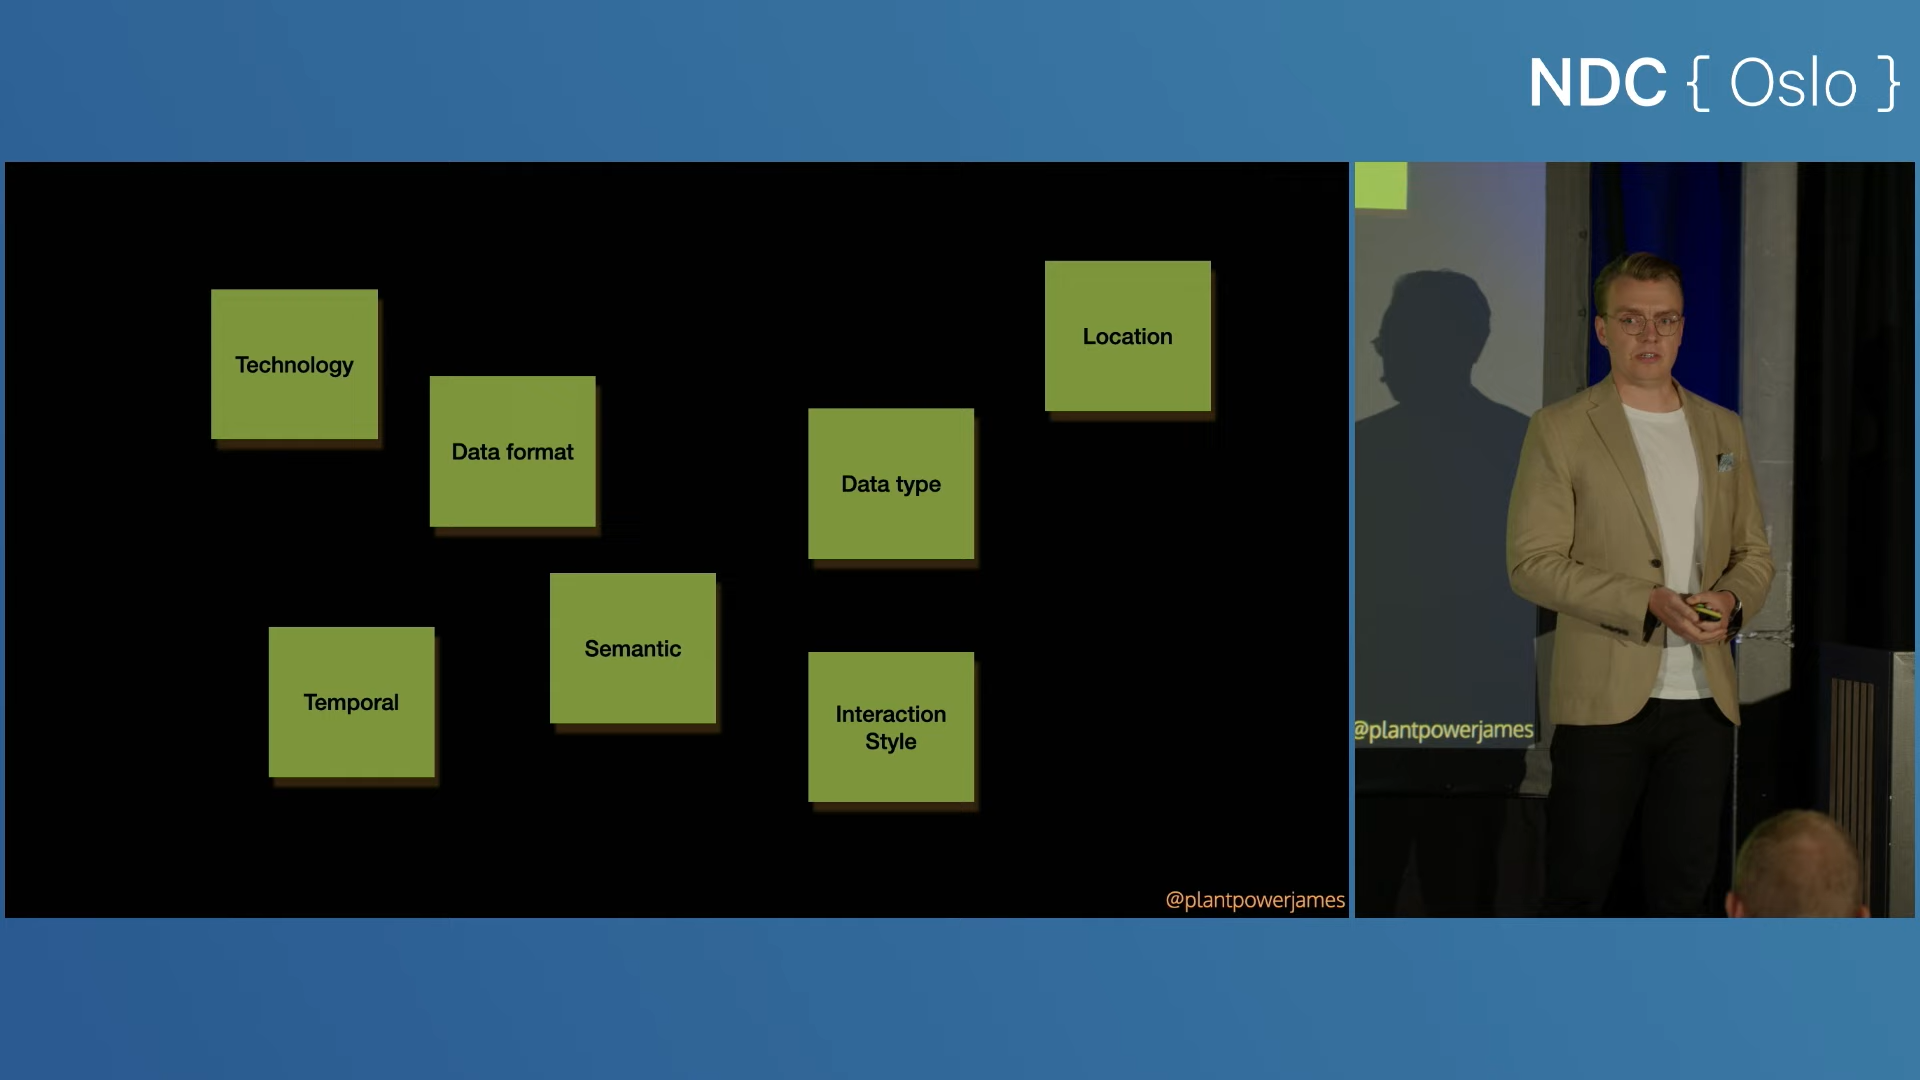 NDC { Oslo }
Technology
Data format
Location
Data type
Temporal
Semantic
Interaction
Style
@plantpowerjames
@plantpowerjames